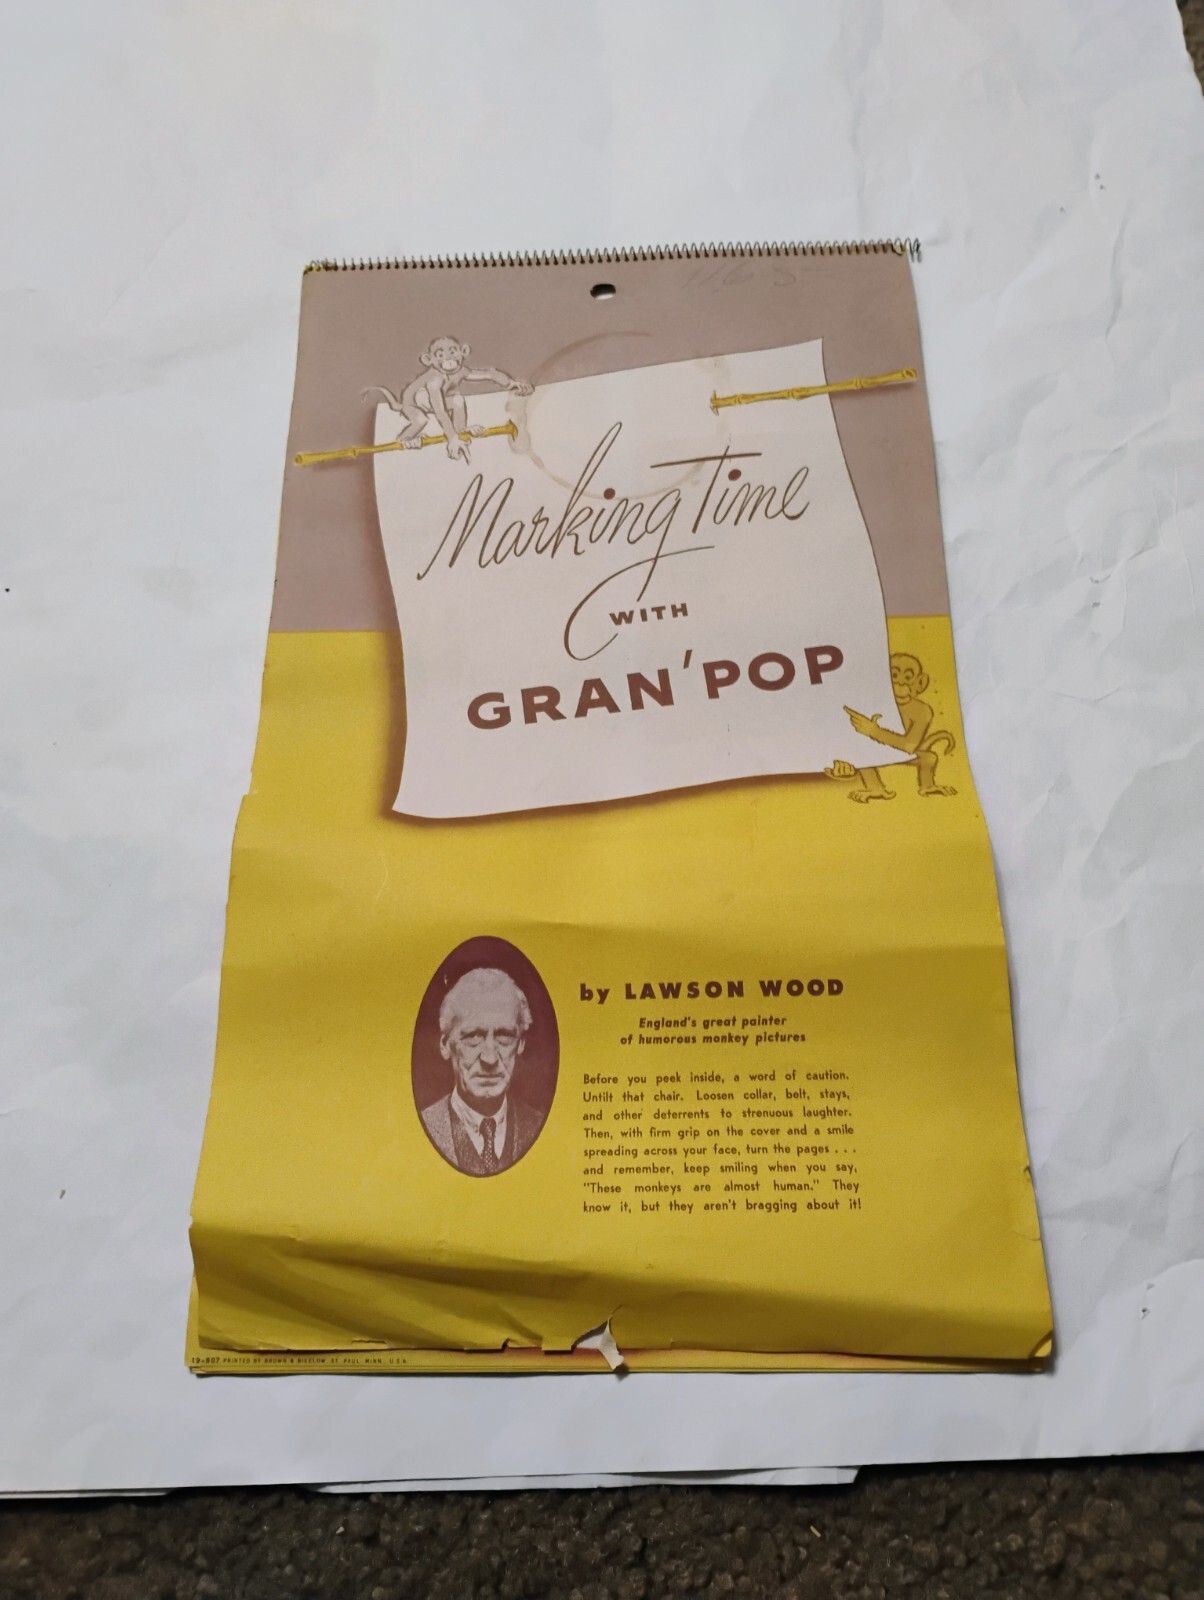 Marking Time
WITH
GRAN'POP
by LAWSON WOOD
England's great painter
of humorous monkey pictures
Before you peek inside, a word of caution.
Untilt that chair. Loosen collar, belt, stays,
and other deterrents to strenuous laughter.
Then, with firm grip on the cover and a smile
spreading across your face, turn the pages . . .
and remember, keep smiling when you say,
"These monkeys are almost human." They
know it, but they aren't bragging about it!
19-807 PRINTED BY BROWN & BIGELOW ST. PAUL, MINN. U.S.A.